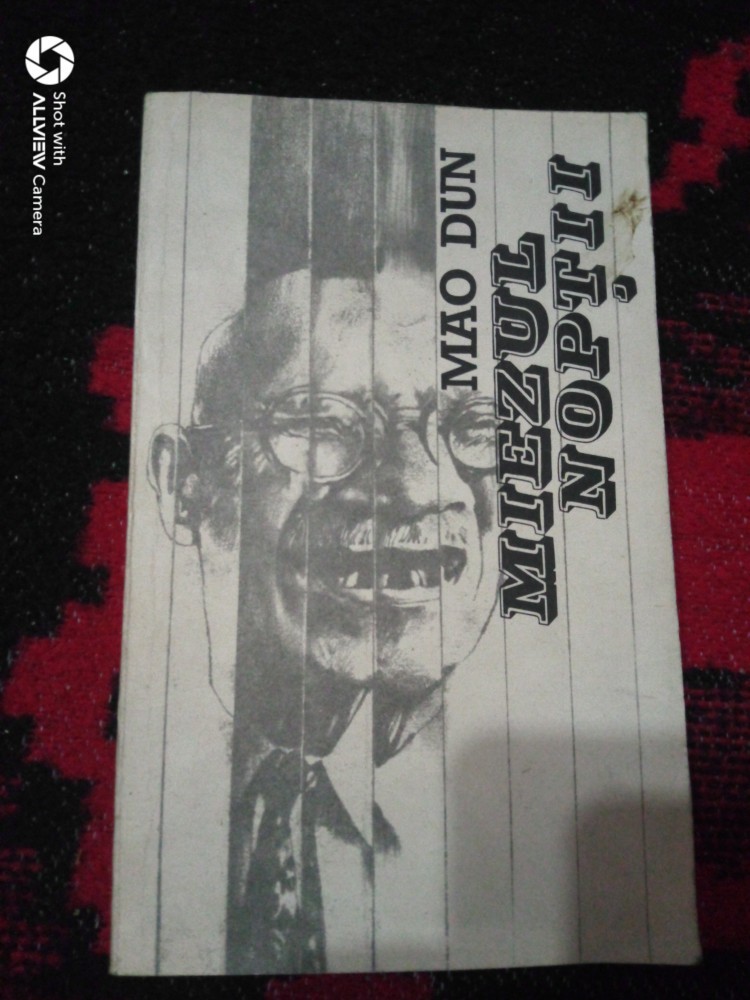 Shot with
ALLVIEW Camera
MAO DUN
MIEZUL
NOPȚII